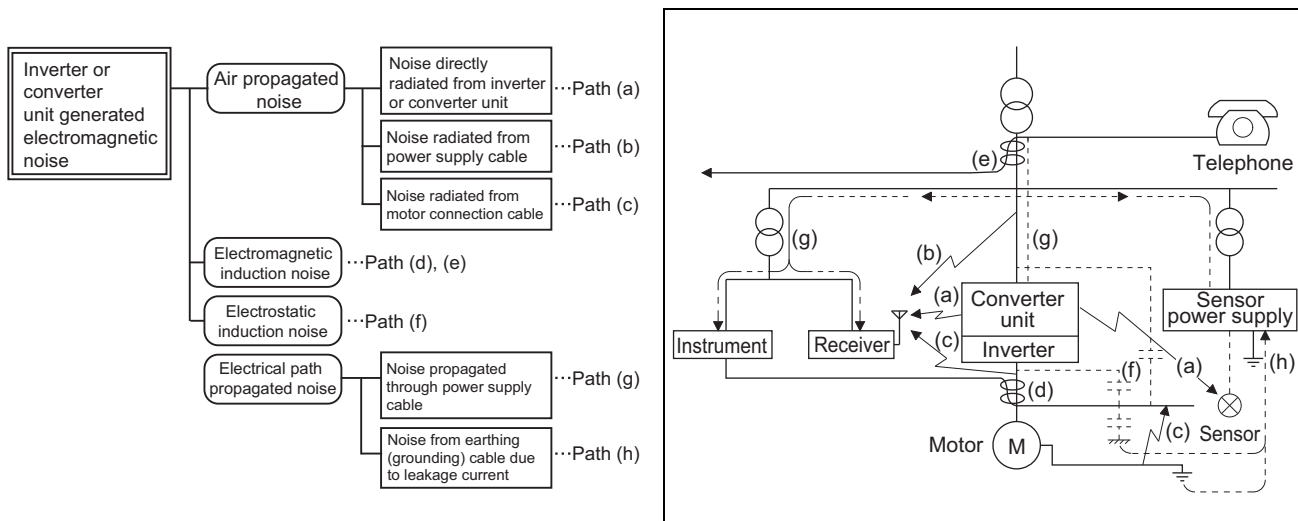 Inverter or
converter
unit generated
electromagnetic
noise
Air propagated
noise
Noise directly
radiated from inverter
or converter unit
···Path (a)
Noise radiated from
power supply cable
···Path (b)
Noise radiated from
motor connection cable
···Path (c)
Electromagnetic
induction noise
···Path (d), (e)
Electrostatic
induction noise
···Path (f)
Electrical path
propagated noise
Noise propagated
through power supply
cable
···Path (g)
Noise from earthing
(grounding) cable due
to leakage current
···Path (h)
Telephone
(e)
(g)
(g)
(b)
(a)
Converter
unit
Inverter
Sensor
power supply
Instrument
Receiver
(c)
(f)
(a)
(h)
(d)
(c)
Sensor
Motor
M